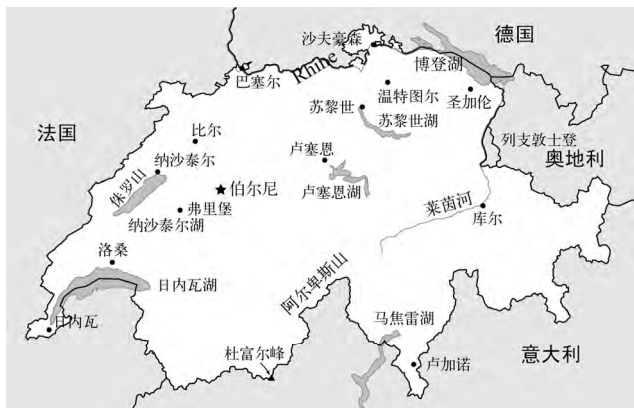 沙夫豪森
德国
Rhihe
博登湖
巴塞尔
温特图尔
圣加伦
苏黎世
苏黎世湖
法国
比尔
列支敦士登
奥地利
纳沙泰尔
卢塞恩
侏罗山
伯尔尼
卢塞恩湖
弗里堡
莱茵河
库尔
纳沙泰尔湖
洛桑
日内瓦湖
阿尔卑斯山
日内瓦
马焦雷湖
杜富尔峰
卢加诺
意大利